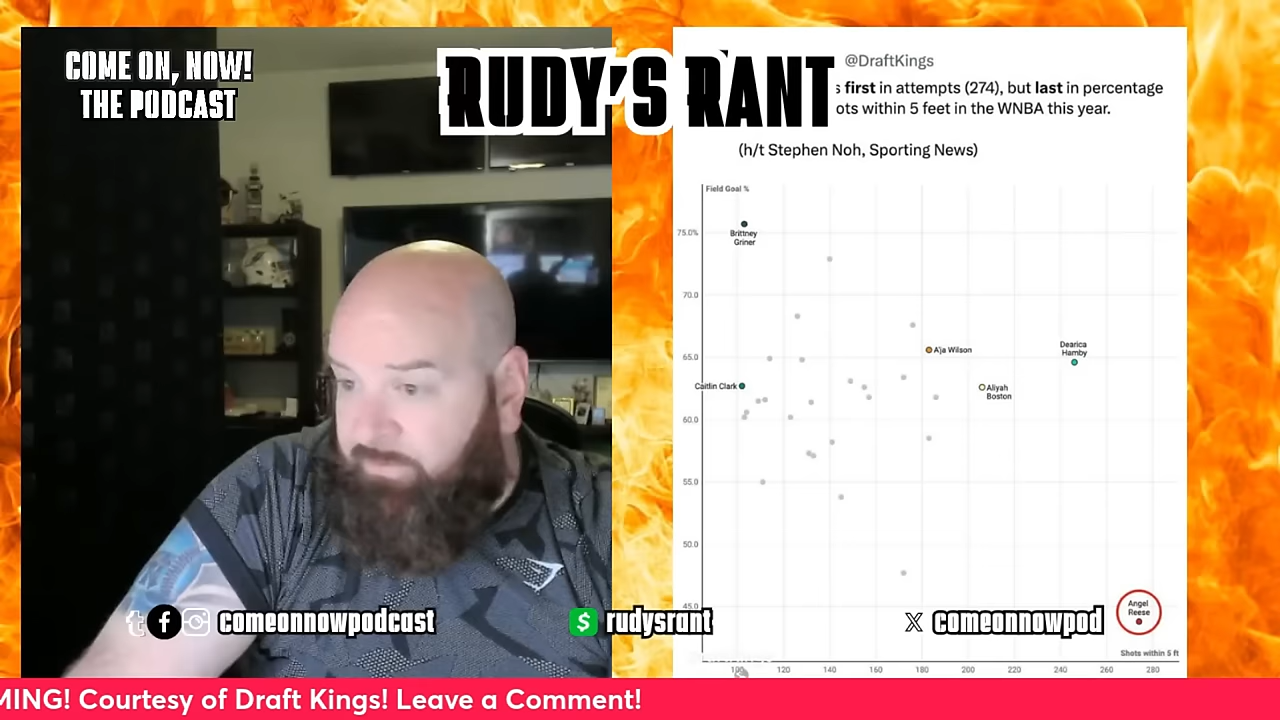 COME ON, NOW!
THE PODCAST
RUDY'S RANT
@DraftKings
first in attempts (274), but last in percentage
ots within 5 feet in the WNBA this year.
(h/t Stephen Noh, Sporting News)
Field Goal %
75.0%
Brittney
Griner
70.0
65.0
A'ja Wilson
Dearica
Hamby
Caitlin Clark
Aliyah
Boston
60.0
55.0
50.0
45.0
Angel
Reese
Shots within 5 ft
100 120 140 160 180 200 220 240 260 280
comeonnowpodcast
$ rudysrant
X comeonnowpod
MING! Courtesy of Draft Kings! Leave a Comment!